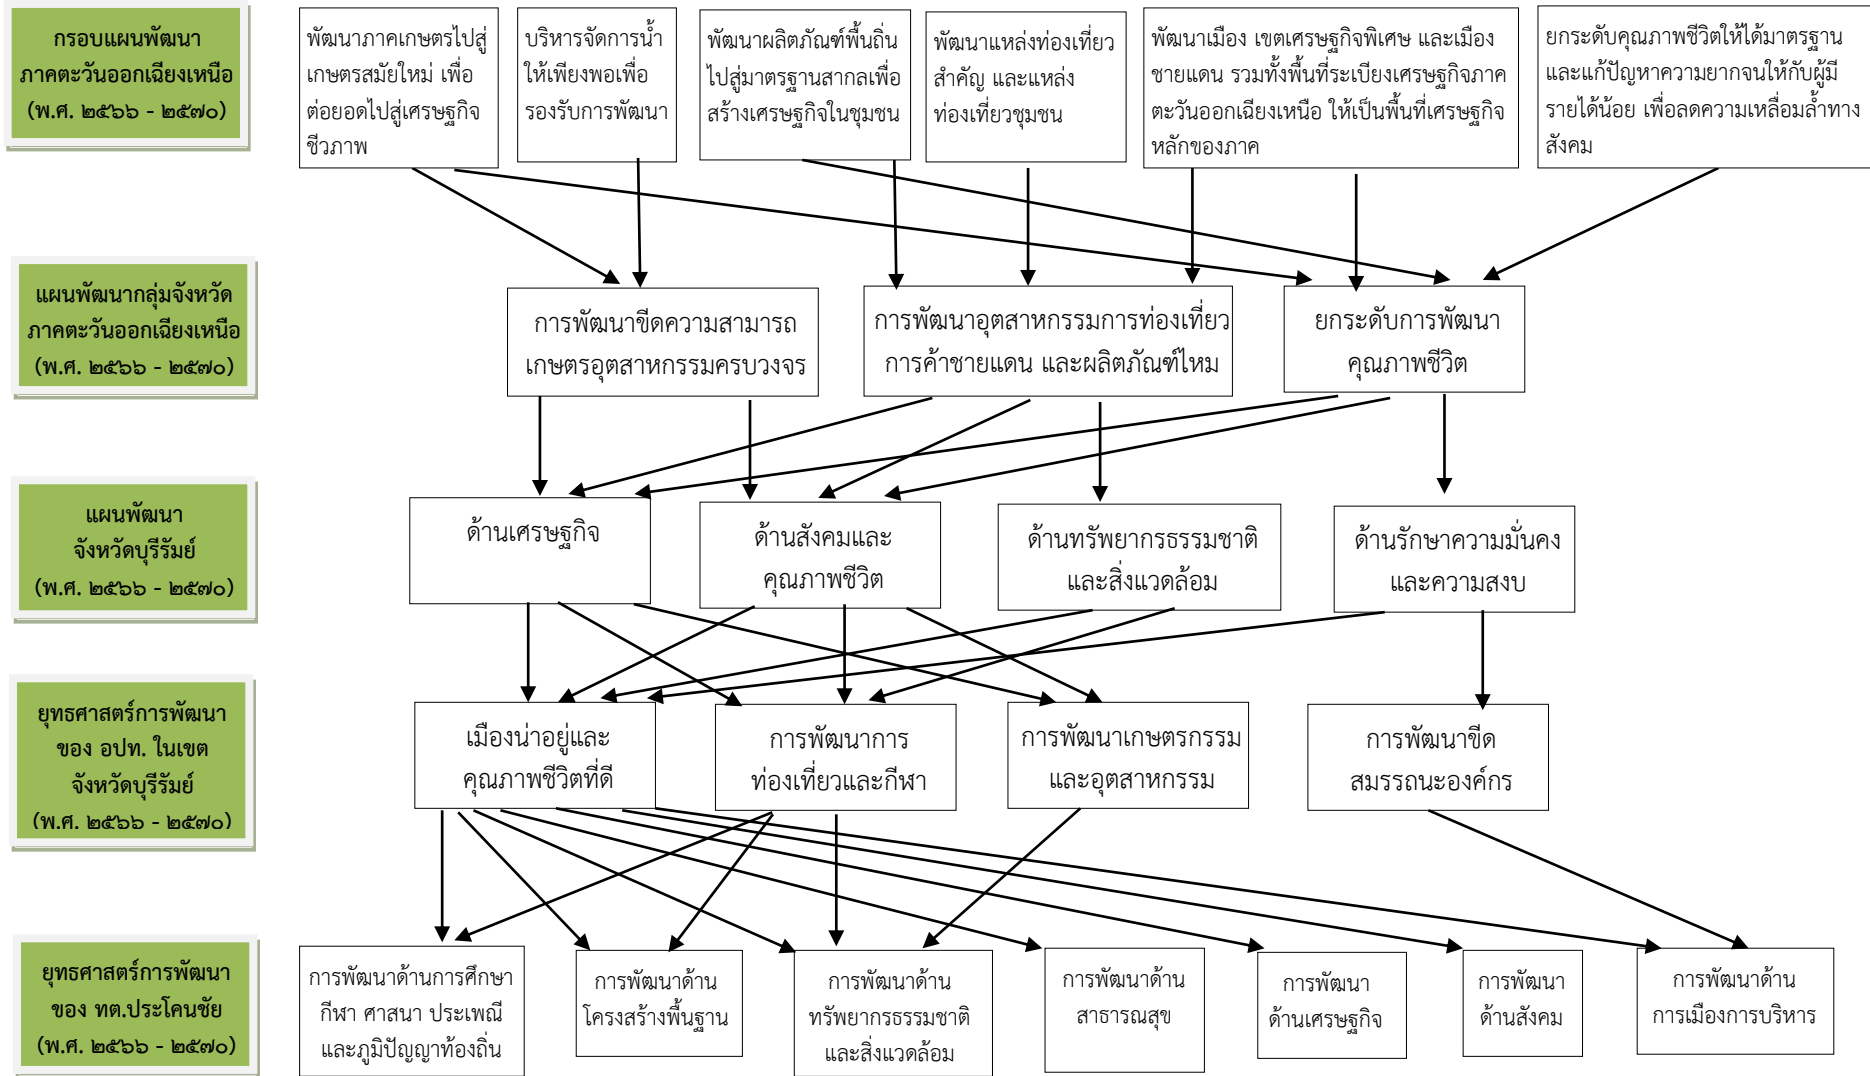 กรอบแผนพัฒนา
ภาคตะวันออกเฉียงเหนือ
(พ.ศ. ๒๕๖๖ - ๒๕๗๐)
พัฒนาภาคเกษตรไปสู่
เกษตรสมัยใหม่ เพื่อ
ต่อยอดไปสู่เศรษฐกิจ
ชีวภาพ
บริหารจัดการน้ำ
ให้เพียงพอเพื่อ
รองรับการพัฒนา
พัฒนาผลิตภัณฑ์พื้นถิ่น
ไปสู่มาตรฐานสากลเพื่อ
สร้างเศรษฐกิจในชุมชน
พัฒนาแหล่งท่องเที่ยว
สำคัญ และแหล่ง
ท่องเที่ยวชุมชน
พัฒนาเมือง เขตเศรษฐกิจพิเศษ และเมือง
ชายแดน รวมทั้งพื้นที่ระเบียงเศรษฐกิจภาค
ตะวันออกเฉียงเหนือ ให้เป็นพื้นที่เศรษฐกิจ
หลักของภาค
ยกระดับคุณภาพชีวิตให้ได้มาตรฐาน
และแก้ปัญหาความยากจนให้กับผู้มี
รายได้น้อย เพื่อลดความเหลื่อมล้ำทาง
สังคม
แผนพัฒนากลุ่มจังหวัด
ภาคตะวันออกเฉียงเหนือ
(พ.ศ. ๒๕๖๖ - ๒๕๗๐)
การพัฒนาขีดความสามารถ
เกษตรอุตสาหกรรมครบวงจร
การพัฒนาอุตสาหกรรมการท่องเที่ยว
การค้าชายแดน และผลิตภัณฑ์ไหม
ยกระดับการพัฒนา
คุณภาพชีวิต
แผนพัฒนา
จังหวัดบุรีรัมย์
(พ.ศ. ๒๕๖๖ - ๒๕๗๐)
ด้านเศรษฐกิจ
ด้านสังคมและ
คุณภาพชีวิต
ด้านทรัพยากรธรรมชาติ
และสิ่งแวดล้อม
ด้านรักษาความมั่นคง
และความสงบ
ยุทธศาสตร์การพัฒนา
ของ อปท. ในเขต
จังหวัดบุรีรัมย์
(พ.ศ. ๒๕๖๖ - ๒๕๗๐)
เมืองน่าอยู่และ
คุณภาพชีวิตที่ดี
การพัฒนาการ
ท่องเที่ยวและกีฬา
การพัฒนาเกษตรกรรม
และอุตสาหกรรม
การพัฒนาขีด
สมรรถนะองค์กร
ยุทธศาสตร์การพัฒนา
ของ ทต.ประโคนชัย
(พ.ศ. ๒๕๖๖ - ๒๕๗๐)
การพัฒนาด้านการศึกษา
กีฬา ศาสนา ประเพณี
และภูมิปัญญาท้องถิ่น
การพัฒนาด้าน
โครงสร้างพื้นฐาน
การพัฒนาด้าน
ทรัพยากรธรรมชาติ
และสิ่งแวดล้อม
การพัฒนาด้าน
สาธารณสุข
การพัฒนา
ด้านเศรษฐกิจ
การพัฒนา
ด้านสังคม
การพัฒนาด้าน
การเมืองการบริหาร